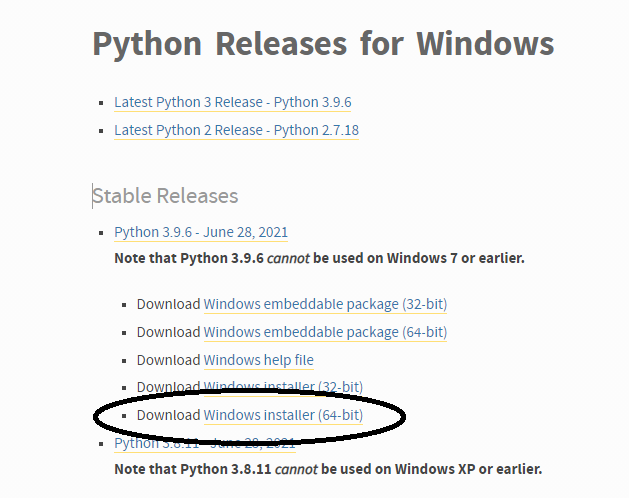 Python Releases for Windows
Latest Python 3 Release - Python 3.9.6
Latest Python 2 Release - Python 2.7.18
Stable Releases
Python 3.9.6 - June 28, 2021
Note that Python 3.9.6 cannot be used on Windows 7 or earlier.
Download Windows embeddable package (32-bit)
Download Windows embeddable package (64-bit)
Download Windows help file
Download Windows installer (32-bit)
Download Windows installer (64-bit)
Python 3.8.11 - June 28, 2021
Note that Python 3.8.11 cannot be used on Windows XP or earlier.